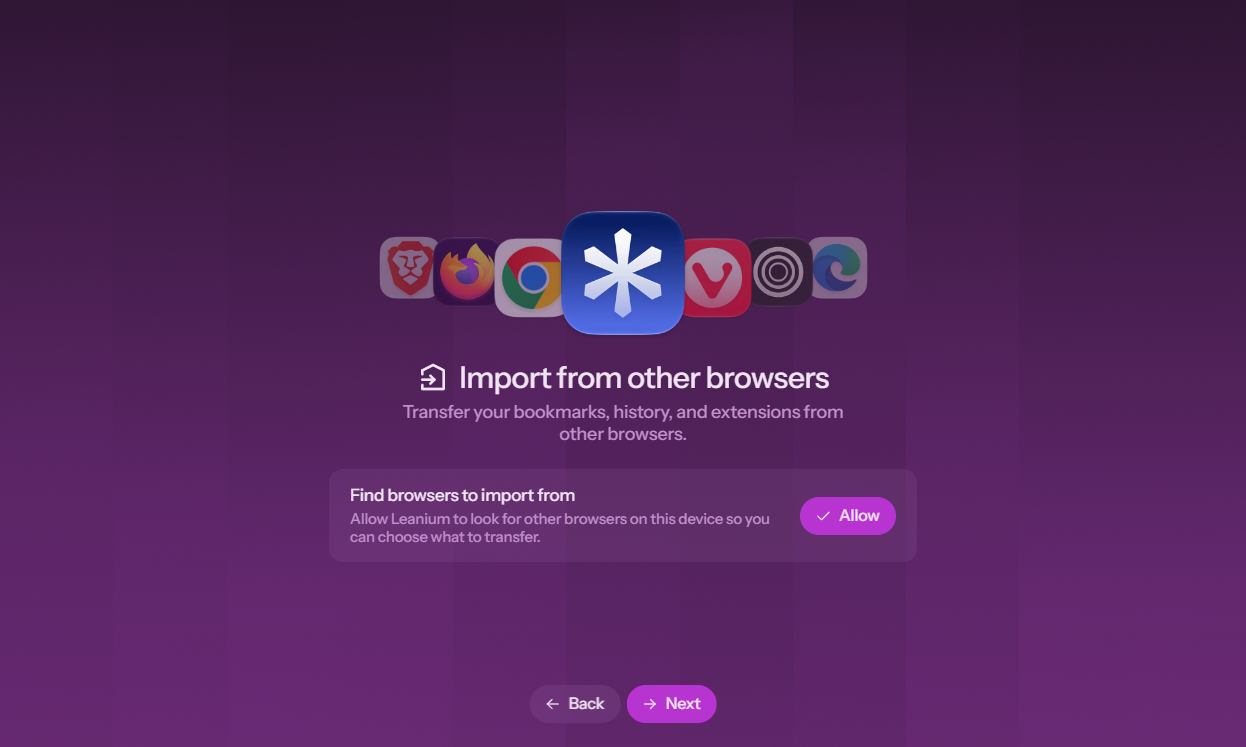 Import from other browsers
Transfer your bookmarks, history, and extensions from
other browsers.
Find browsers to import from
Allow Leanium to look for other browsers on this device so you
can choose what to transfer.
Allow
Back
Next